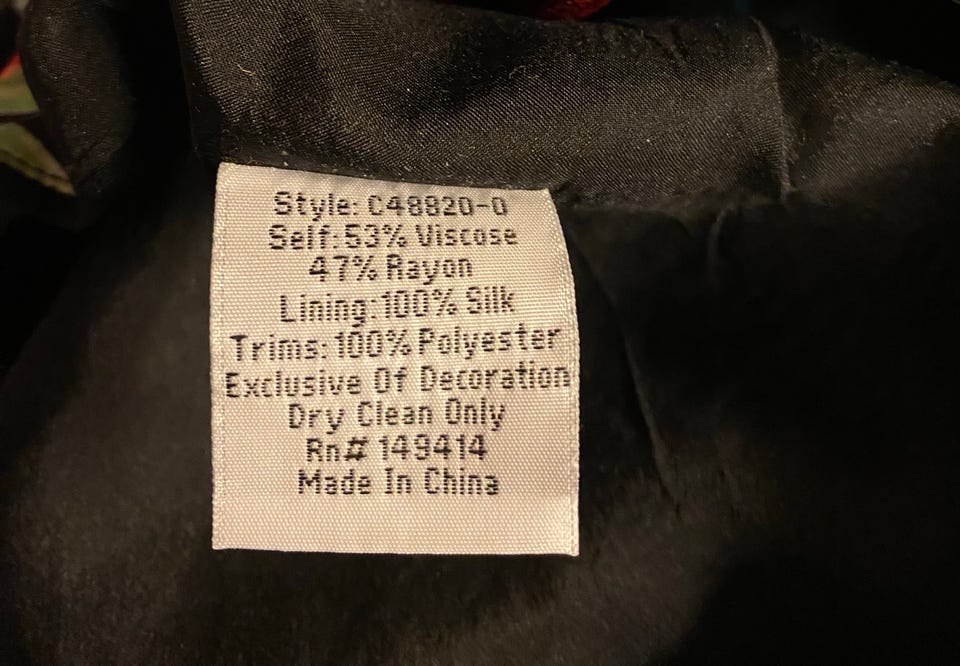 Style: C48820-0
Self: 53% Viscose
47% Rayon
Lining: 100% Silk
Trims: 100% Polyester
Exclusive Of Decoration
Dry Clean Only
Rn# 149414
Made In China